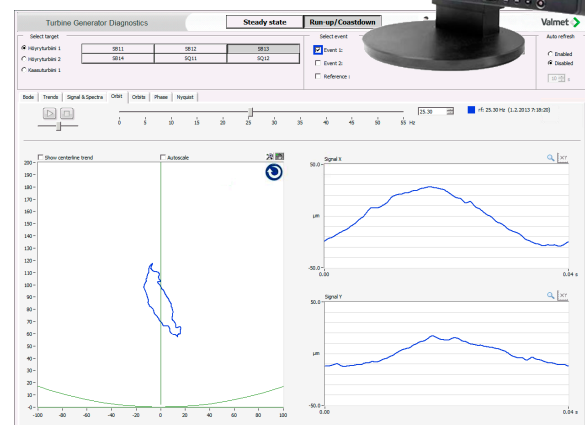 Turbine Generator Diagnostics
Steady state
Run-up/Coastdown
Valmet
Select target
Select event
Auto refresh
Höyryturbiini 1
SB11
SB12
SB13
Event 1:
Enabled
Höyryturbiini 2
SB14
SQ11
SQ12
Event 2:
Disabled
Kaasuturbiini 1
Reference :
10
s
Bode
Trends
Signal & Spectra
Orbit
Orbits
Phase
Nyquist
25.30
rf: 25.30 Hz (1.2.2013 7:18:20)
0 5 10 15 20 25 30 35 40 45 50 55 Hz
Show centerline trend
Autoscale
200
190
180
170
160
150
140
130
120
110
100
90
80
70
60
50
40
30
20
10
-0
-100 -80 -60 -40 -20 0 20 40 60 80 100
50.0
Signal X
XY
µm
-50.0
0.00
0.04 s
50.0
Signal Y
XY
µm
-50.0
0.00
0.04 s